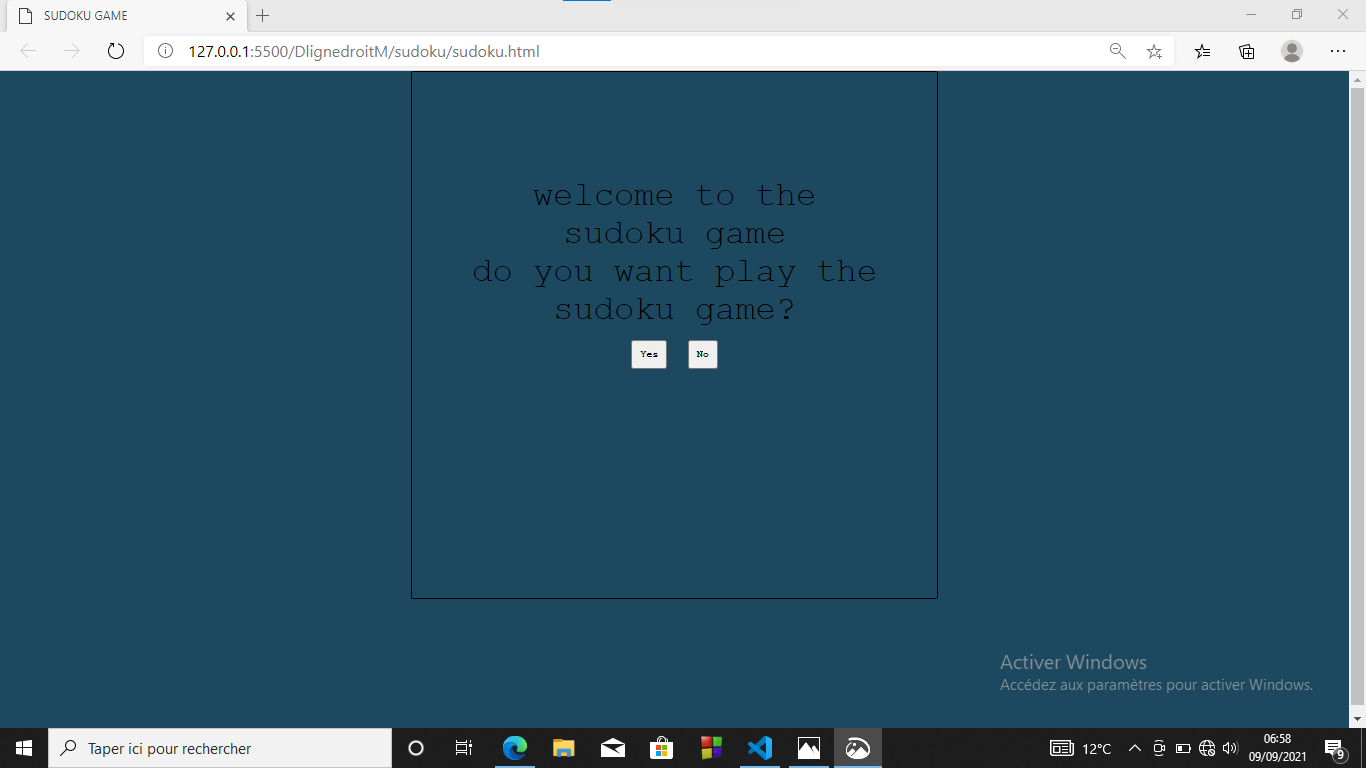 SUDOKU GAME
127.0.0.1:5500/DlignedroitM/sudoku/sudoku.html
welcome to the
sudoku game
do you want play the
sudoku game?
Yes No
Activer Windows
Accédez aux paramètres pour activer Windows.
Taper ici pour rechercher
12°C
06:58
09/09/2021
9